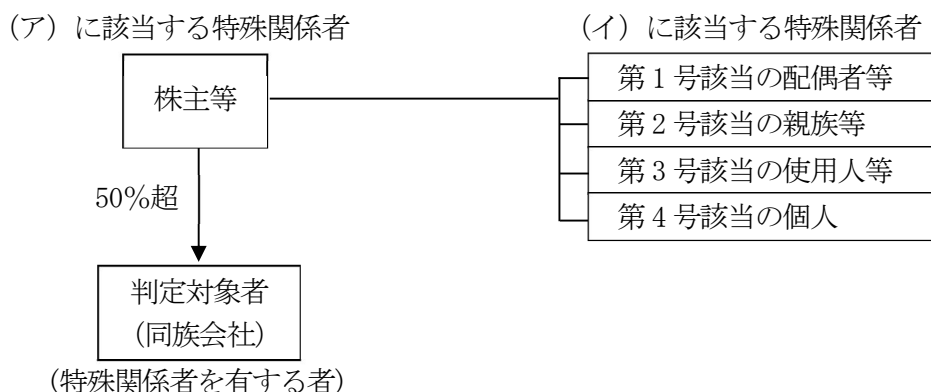 （ア）に該当する特殊関係者
（イ）に該当する特殊関係者
株主等
第１号該当の配偶者等
第２号該当の親族等
第３号該当の使用人等
第４号該当の個人
50％超
判定対象者
（同族会社）
（特殊関係者を有する者）